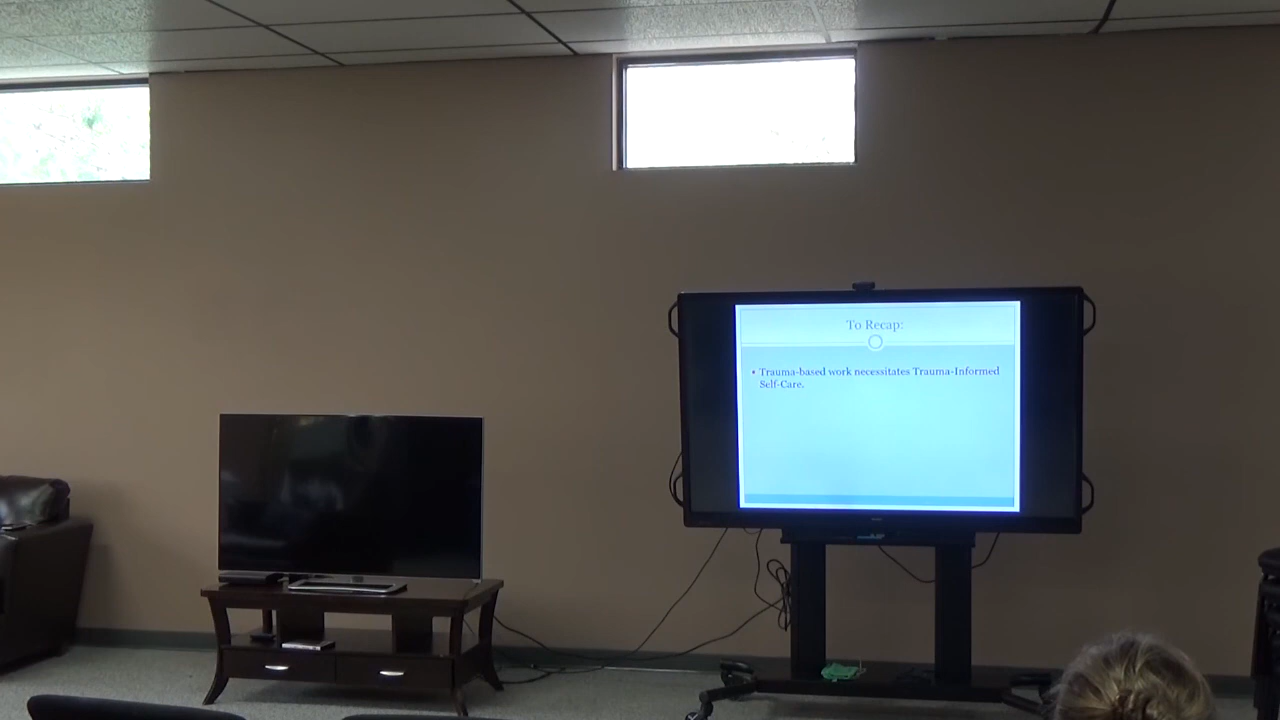 To Recap:
• Trauma-based work necessitates Trauma-Informed
Self-Care.